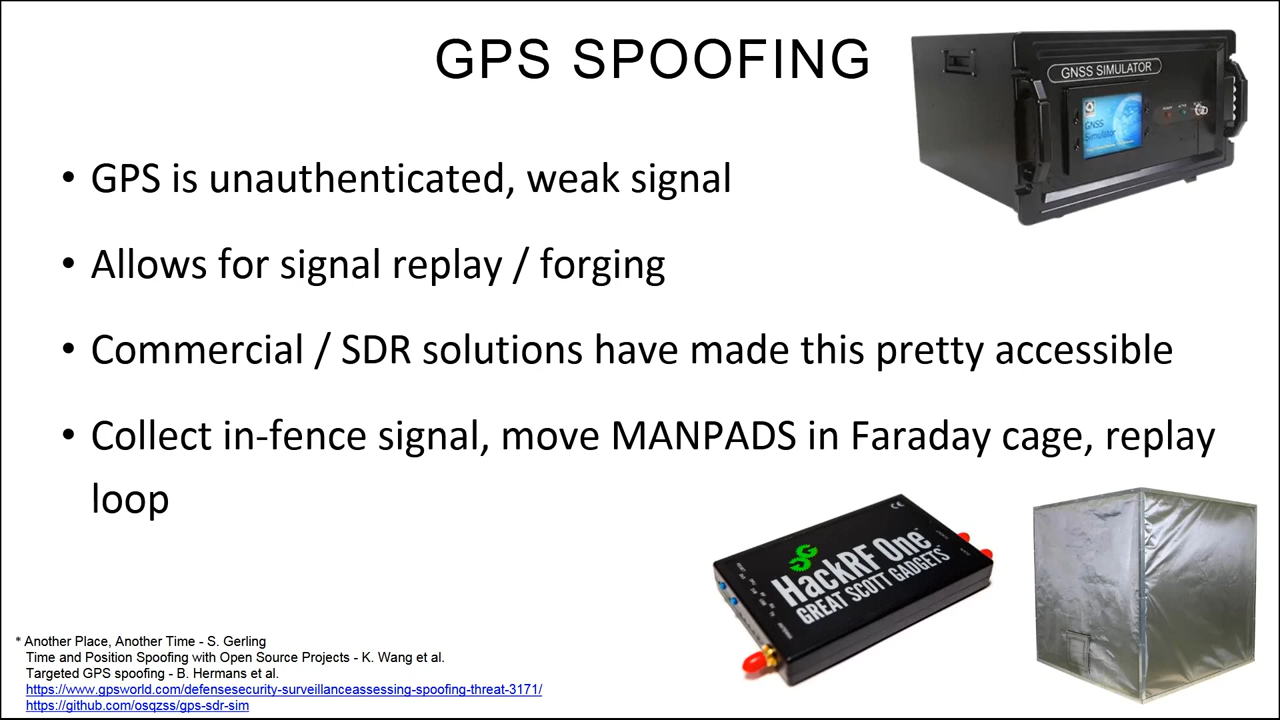 GPS SPOOFING
GNSS SIMULATOR
GNSS
Simulator
• GPS is unauthenticated, weak signal
• Allows for signal replay / forging
• Commercial / SDR solutions have made this pretty accessible
• Collect in-fence signal, move MANPADS in Faraday cage, replay
loop
HackRF One™
GREAT SCOTT GADGETS™
* Another Place, Another Time - S. Gerling
Time and Position Spoofing with Open Source Projects - K. Wang et al.
Targeted GPS spoofing - B. Hermans et al.
https://www.gpsworld.com/defensesecurity-surveillanceassessing-spoofing-threat-3171/
https://github.com/osqzss/gps-sdr-sim